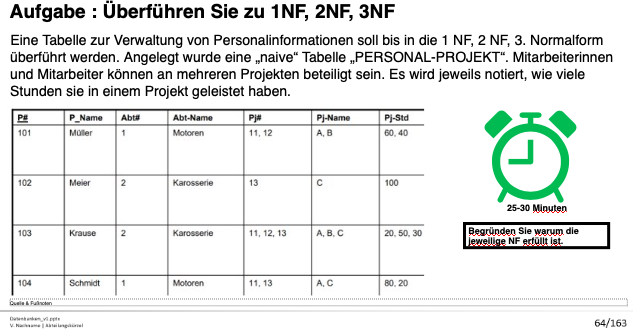 Aufgabe : Überführen Sie zu 1NF, 2NF, 3NF
Eine Tabelle zur Verwaltung von Personalinformationen soll bis in die 1 NF, 2 NF, 3. Normalform
überführt werden. Angelegt wurde eine „naive“ Tabelle „PERSONAL-PROJEKT“. Mitarbeiterinnen
und Mitarbeiter können an mehreren Projekten beteiligt sein. Es wird jeweils notiert, wie viele
Stunden sie in einem Projekt geleistet haben.
P# P_Name Abt# Abt-Name Pj# Pj-Name Pj-Std
101 Müller 1 Motoren 11, 12 A, B 60, 40
102 Meier 2 Karosserie 13 C 100
103 Krause 2 Karosserie 11, 12, 13 A, B, C 20, 50, 30
104 Schmidt 1 Motoren 11, 13 A, C 80, 20
25-30 Minuten
Begründen Sie warum die
jeweilige NF erfüllt ist.
Quelle & Fußnoten
Datenbanken_v1.pptx
V. Nachname | Abteilungskürzel
64/163